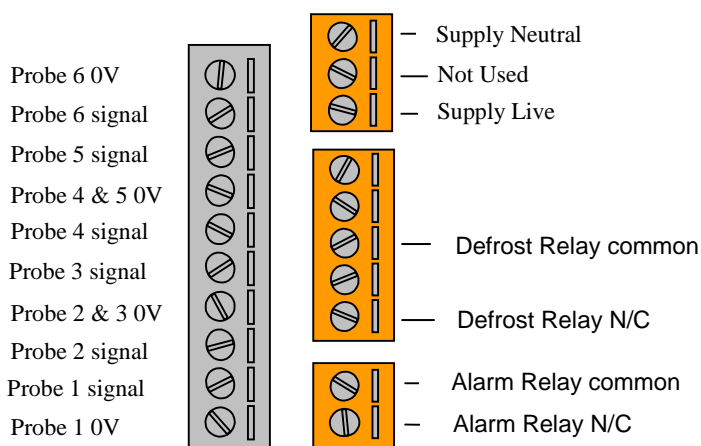 Probe 6 0V
Probe 6 signal
Probe 5 signal
Probe 4 & 5 0V
Probe 4 signal
Probe 3 signal
Probe 2 & 3 0V
Probe 2 signal
Probe 1 signal
Probe 1 0V
Supply Neutral
Not Used
Supply Live
Defrost Relay common
Defrost Relay N/C
Alarm Relay common
Alarm Relay N/C